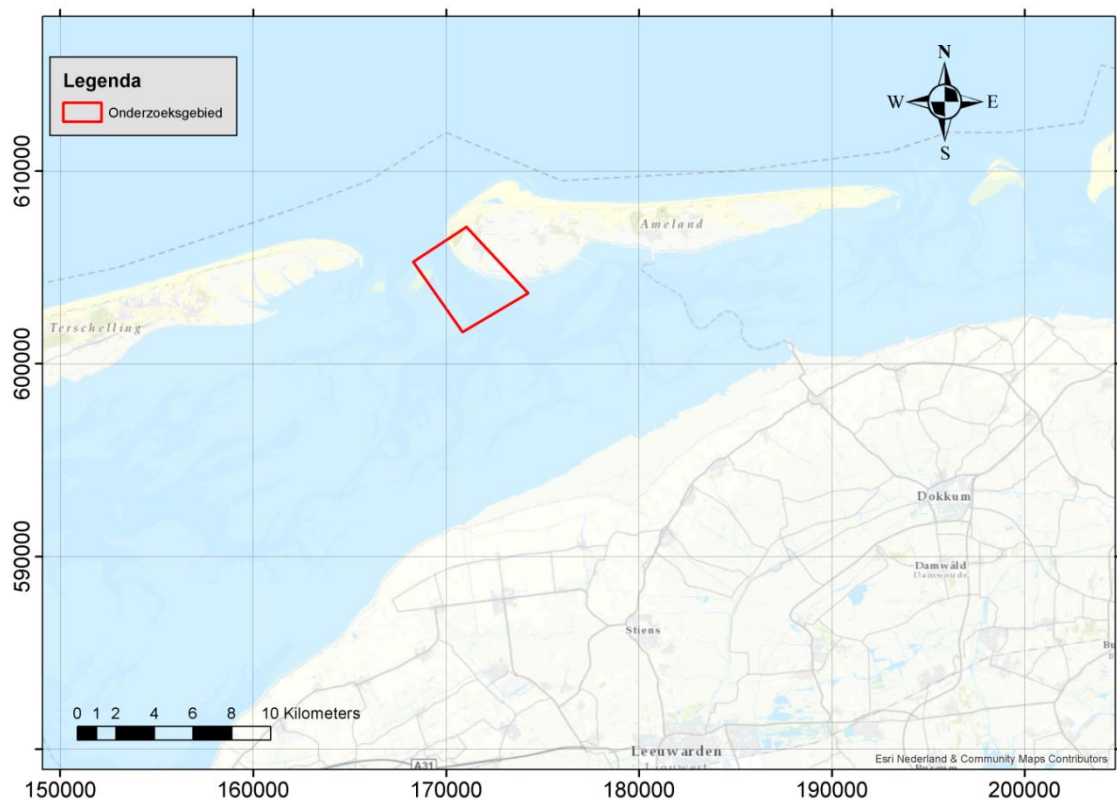 Legenda
Onderzoeksgebied
N
W E
S
610000
600000
590000
Ameland
Terschelling
Dokkum
Damwâld
Damwoude
Stiens
Leeuwarden
A31
0 1 2 4 6 8 10 Kilometers
Esri Nederland & Community Maps Contributors
150000 160000 170000 180000 190000 200000